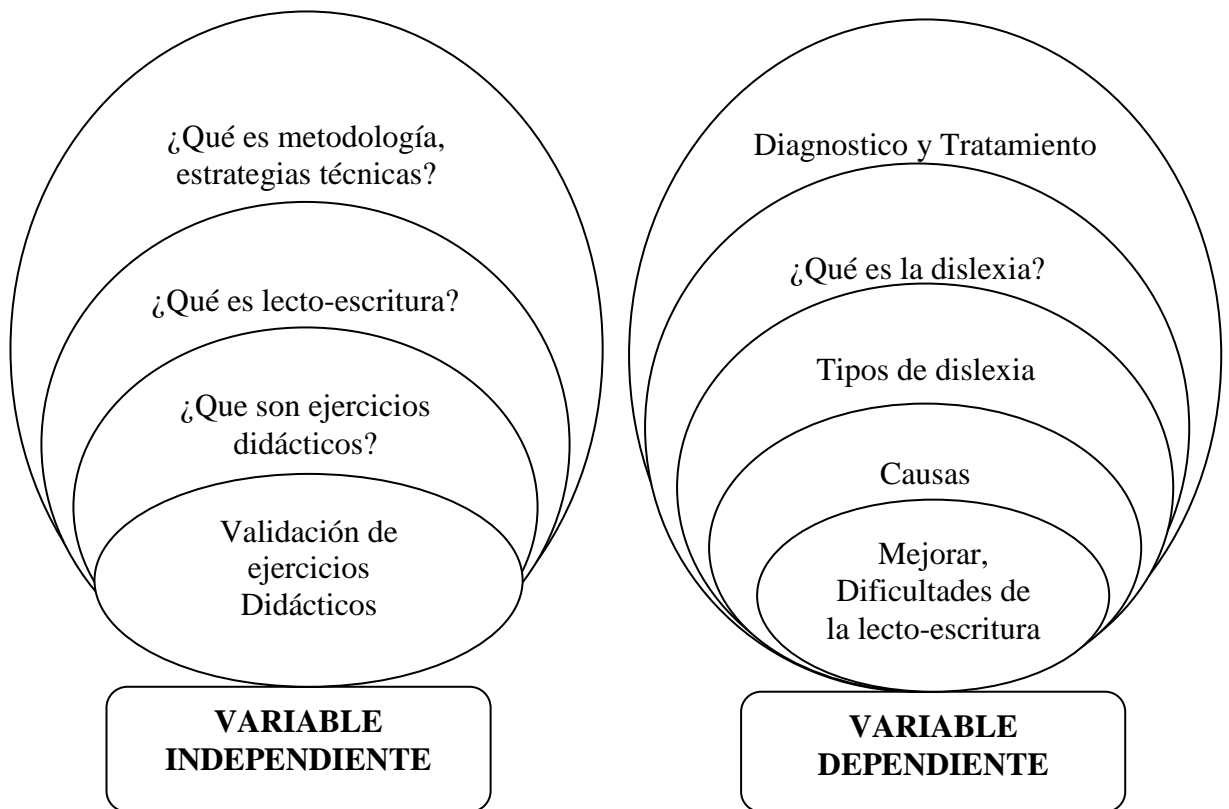 ¿Qué es metodología,
estrategias técnicas?
¿Qué es lecto-escritura?
¿Que son ejercicios
didácticos?
Validación de
ejercicios
Didácticos
VARIABLE
INDEPENDIENTE
Diagnostico y Tratamiento
¿Qué es la dislexia?
Tipos de dislexia
Causas
Mejorar,
Dificultades de
la lecto-escritura
VARIABLE
DEPENDIENTE